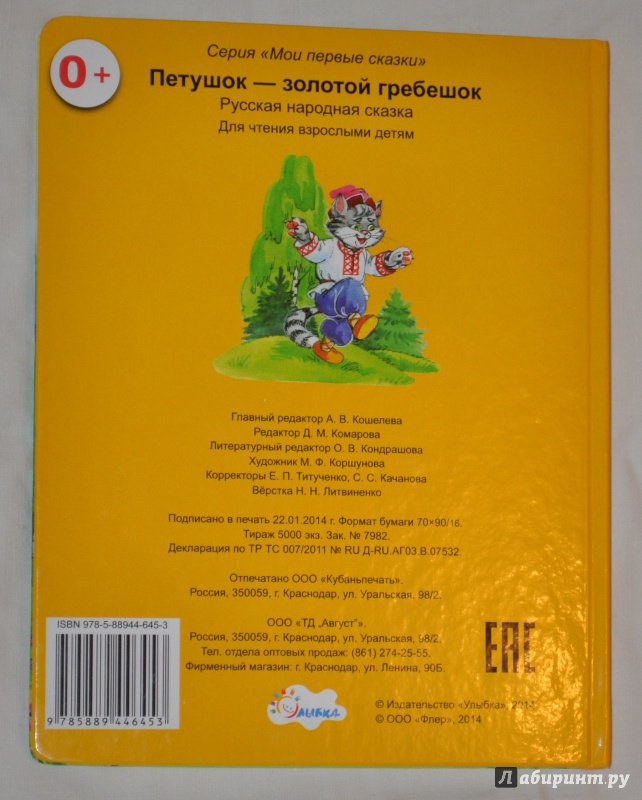 0+
Серия «Мои первые сказки»
Петушок — золотой гребешок
Русская народная сказка
Для чтения взрослыми детям
Главный редактор А. В. Кошелева
Редактор Д. М. Комарова
Литературный редактор О. В. Кондрашова
Художник М. Ф. Коршунова
Корректоры Е. П. Титученко, С. С. Качанова
Вёрстка Н. Н. Литвиненко
Подписано в печать 22.01.2014 г. Формат бумаги 70×90/16.
Тираж 5000 экз. Зак. № 7982.
Декларация по ТР ТС 007/2011 № RU Д-RU.АГ03.В.07532.
Отпечатано ООО «Кубаньпечать».
Россия, 350059, г. Краснодар, ул. Уральская, 98/2.
ООО «ТД „Август"».
Россия, 350059, г. Краснодар, ул. Уральская, 98/2.
Тел. отдела оптовых продаж: (861) 274-25-55.
Фирменный магазин: г. Краснодар, ул. Ленина, 90Б.
ISBN 978-5-88944-645-3
9 785889 446453
EAC
Улыбка
© Издательство «Улыбка», 2014
© ООО «Флер», 2014
Лабиринт.ру